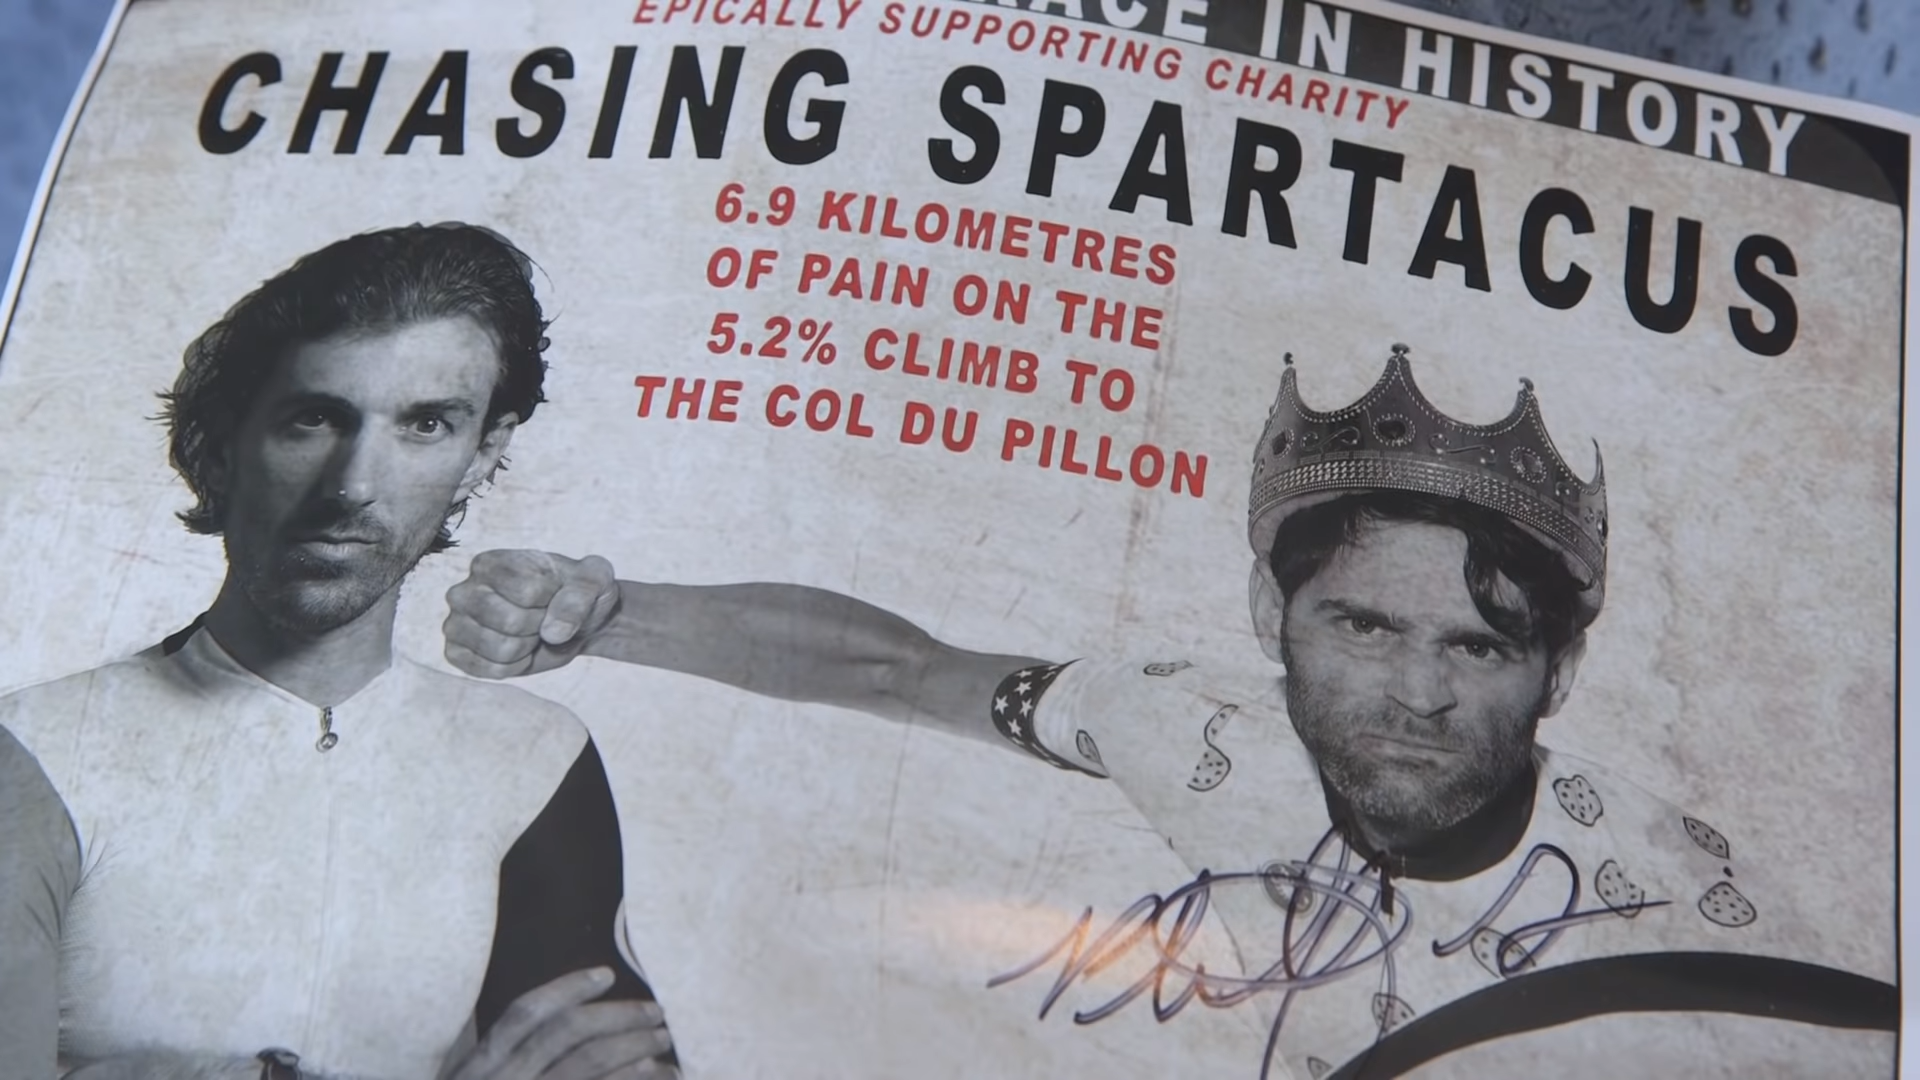 IN HISTORY
EPICALLY SUPPORTING CHARITY
CHASING SPARTACUS
6.9 KILOMETRES
OF PAIN ON THE
5.2% CLIMB TO
THE COL DU PILLON